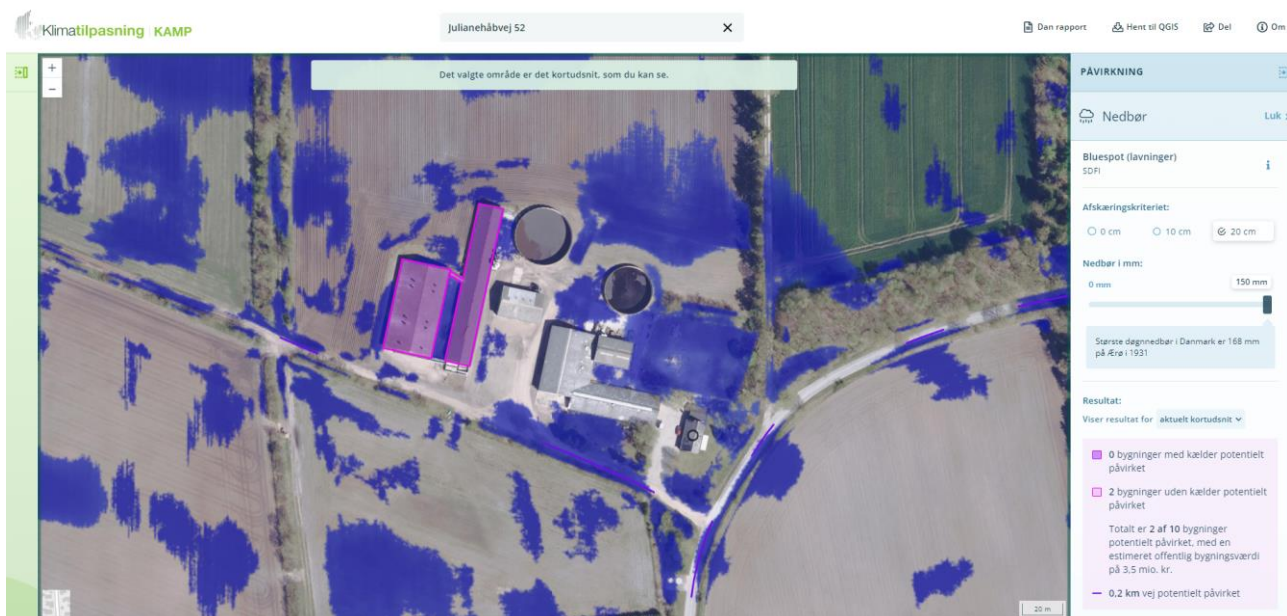 Klimatilpasning KAMP
Julianehåbvej 52
Dan rapport
Hent til QGIS
Del
Om
Det valgte område er det kortudsnit, som du kan se.
PÅVIRKNING
Nedbør
Luk
Bluespot (lavninger)
SDFI
Afskæringskriteriet:
0 cm
10 cm
20 cm
Nedbør i mm:
0 mm
150 mm
Største døgnnedbør i Danmark er 168 mm
på Ærø i 1931
Resultat:
Viser resultat for aktuelt kortudsnit
0 bygninger med kælder potentielt
påvirket
2 bygninger uden kælder potentielt
påvirket
Totalt er 2 af 10 bygninger
potentielt påvirket, med en
estimeret offentlig bygningsværdi
på 3,5 mio. kr.
0,2 km vej potentielt påvirket
20 m